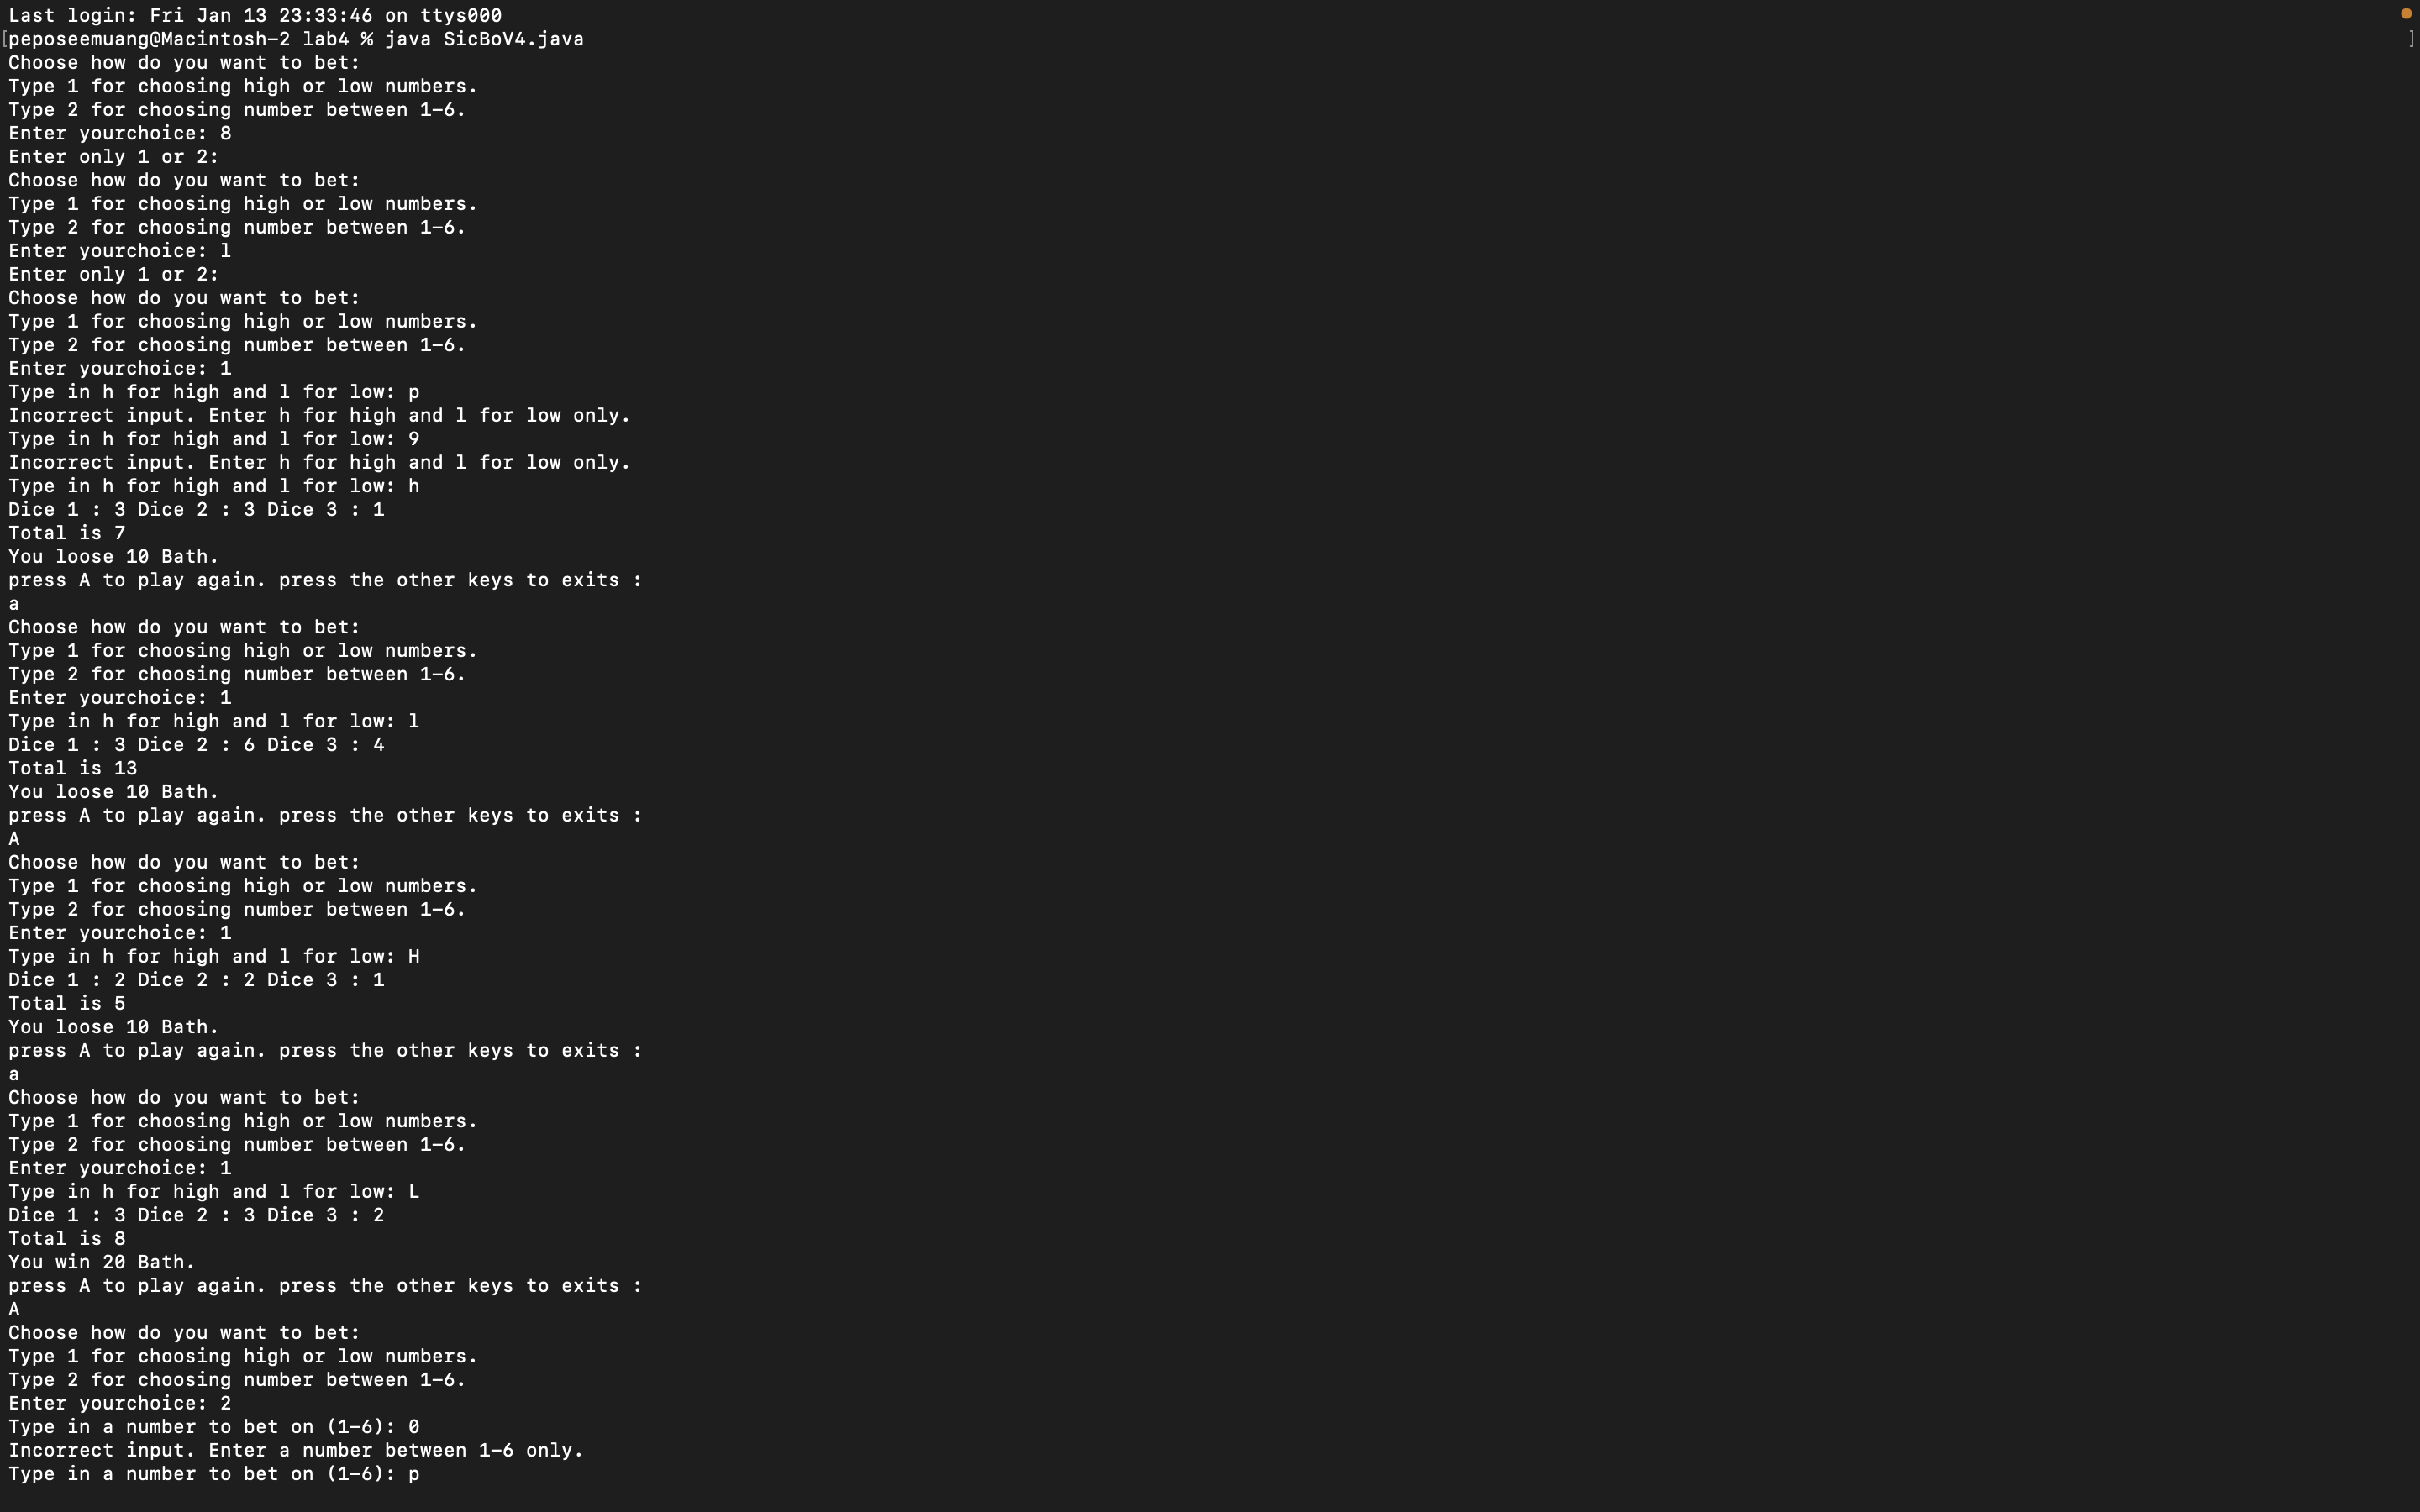 Last login: Fri Jan 13 23:33:46 on ttys000
[peposeemuang@Macintosh-2 lab4 % java SicBoV4.java ]
Choose how do you want to bet:
Type 1 for choosing high or low numbers.
Type 2 for choosing number between 1-6.
Enter yourchoice: 8
Enter only 1 or 2:
Choose how do you want to bet:
Type 1 for choosing high or low numbers.
Type 2 for choosing number between 1-6.
Enter yourchoice: l
Enter only 1 or 2:
Choose how do you want to bet:
Type 1 for choosing high or low numbers.
Type 2 for choosing number between 1-6.
Enter yourchoice: 1
Type in h for high and l for low: p
Incorrect input. Enter h for high and l for low only.
Type in h for high and l for low: 9
Incorrect input. Enter h for high and l for low only.
Type in h for high and l for low: h
Dice 1 : 3 Dice 2 : 3 Dice 3 : 1
Total is 7
You loose 10 Bath.
press A to play again. press the other keys to exits :
a
Choose how do you want to bet:
Type 1 for choosing high or low numbers.
Type 2 for choosing number between 1-6.
Enter yourchoice: 1
Type in h for high and l for low: l
Dice 1 : 3 Dice 2 : 6 Dice 3 : 4
Total is 13
You loose 10 Bath.
press A to play again. press the other keys to exits :
A
Choose how do you want to bet:
Type 1 for choosing high or low numbers.
Type 2 for choosing number between 1-6.
Enter yourchoice: 1
Type in h for high and l for low: H
Dice 1 : 2 Dice 2 : 2 Dice 3 : 1
Total is 5
You loose 10 Bath.
press A to play again. press the other keys to exits :
a
Choose how do you want to bet:
Type 1 for choosing high or low numbers.
Type 2 for choosing number between 1-6.
Enter yourchoice: 1
Type in h for high and l for low: L
Dice 1 : 3 Dice 2 : 3 Dice 3 : 2
Total is 8
You win 20 Bath.
press A to play again. press the other keys to exits :
A
Choose how do you want to bet:
Type 1 for choosing high or low numbers.
Type 2 for choosing number between 1-6.
Enter yourchoice: 2
Type in a number to bet on (1-6): 0
Incorrect input. Enter a number between 1-6 only.
Type in a number to bet on (1-6): p